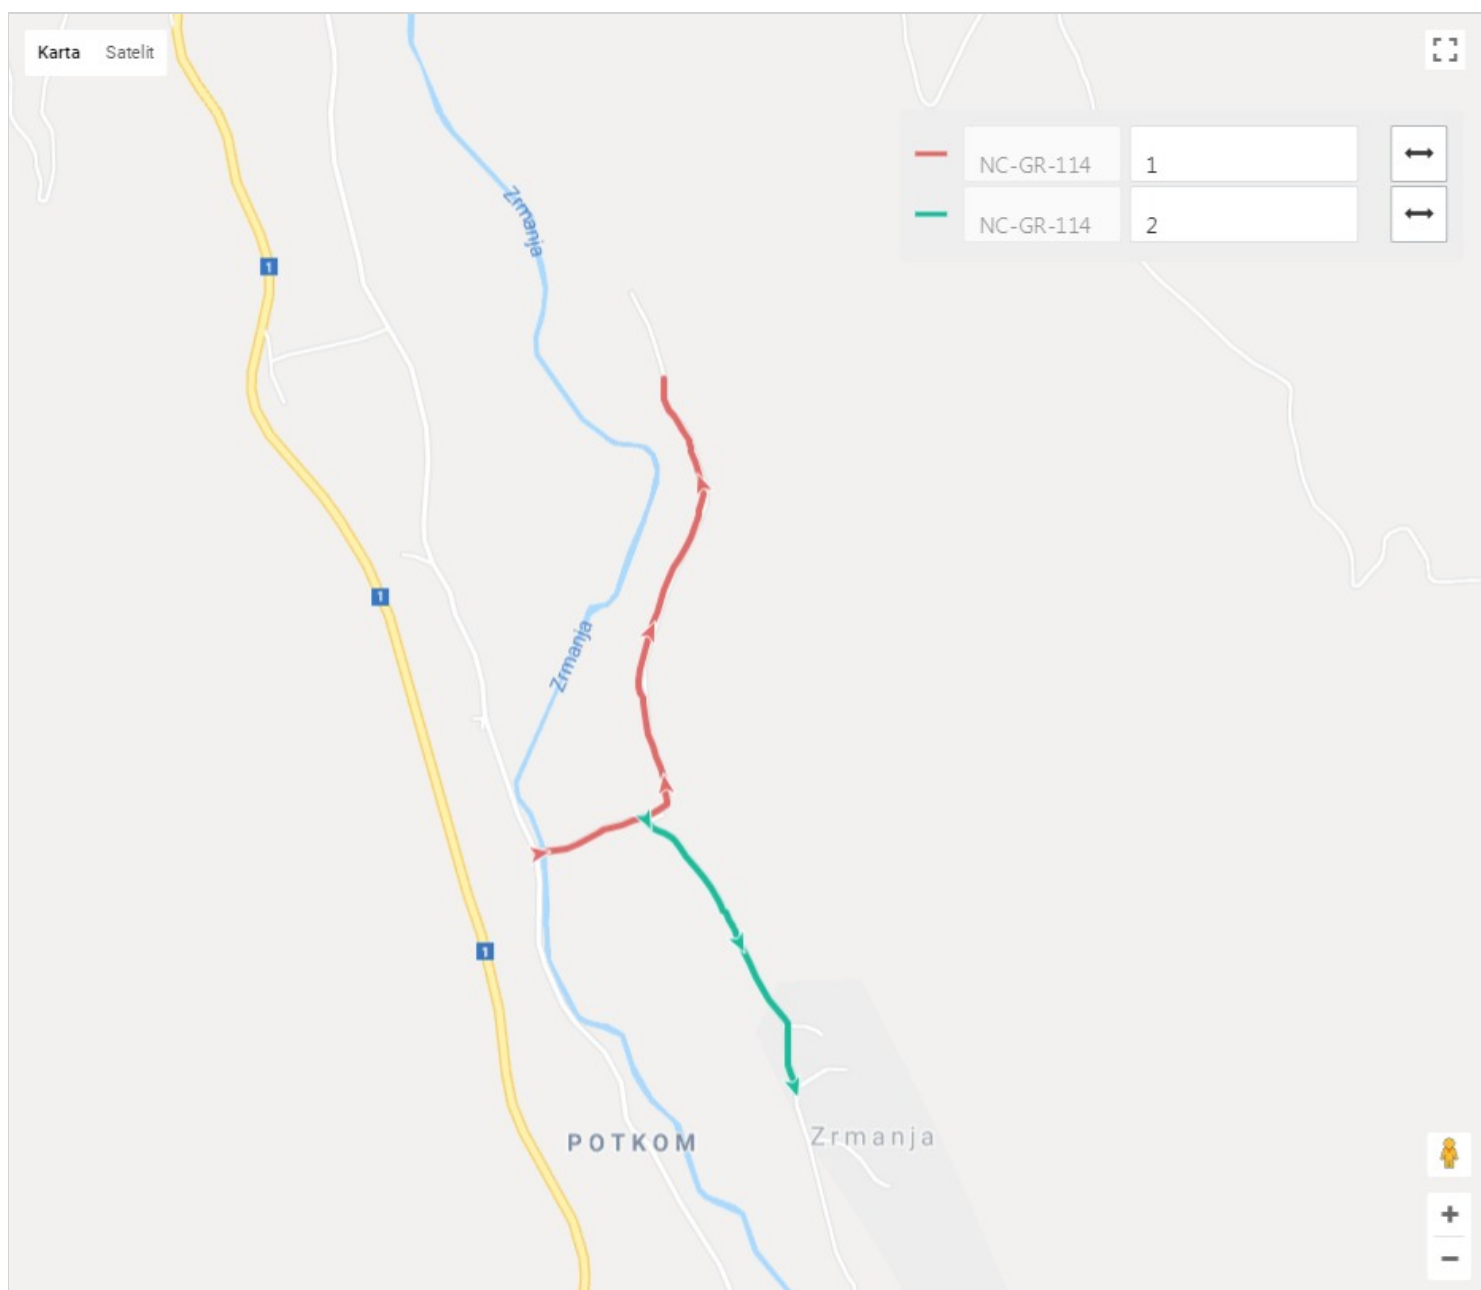 Karta Satelit
NC-GR-114 1
NC-GR-114 2
Zrmanja
1
1
Zrmanja
1
POTKOM
Zrmanja
+
−